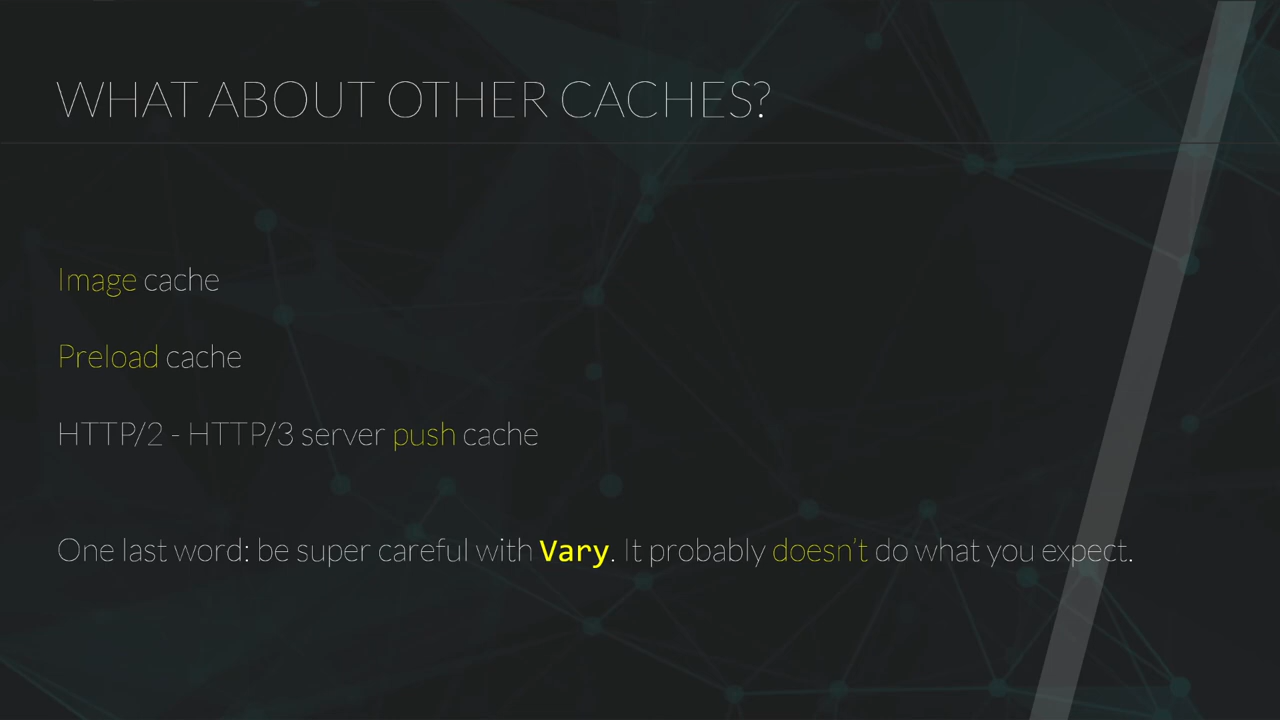 WHAT ABOUT OTHER CACHES?
Image cache
Preload cache
HTTP/2 - HTTP/3 server push cache
One last word: be super careful with Vary. It probably doesn't do what you expect.